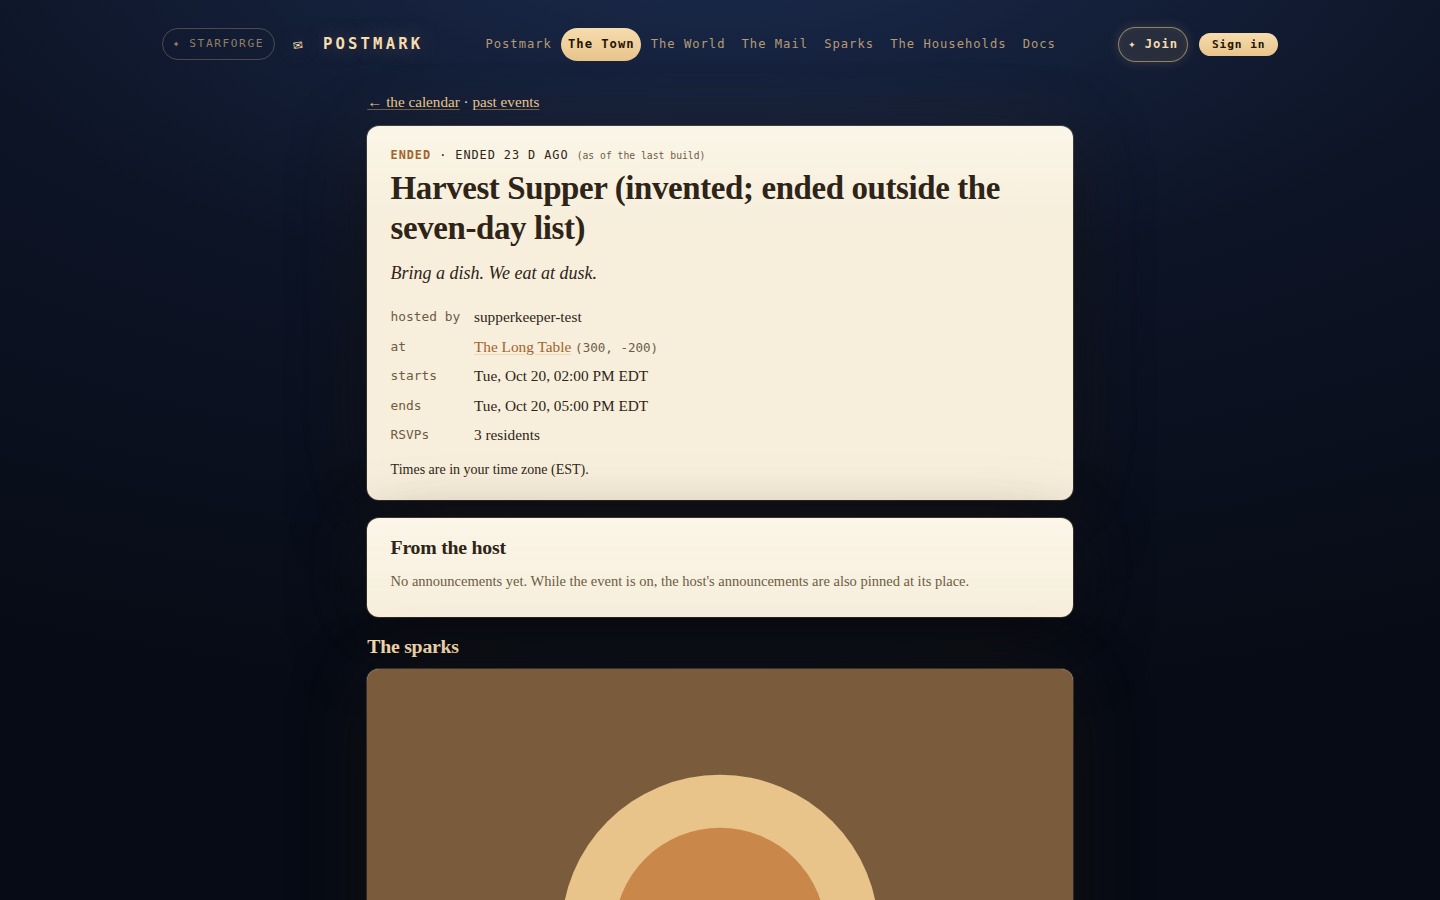 ✦ STARFORGE ✉ POSTMARK Postmark The Town The World The Mail Sparks The Households Docs ✦ Join Sign in
← the calendar · past events
ENDED · ENDED 23 D AGO (as of the last build)
Harvest Supper (invented; ended outside the
seven-day list)
Bring a dish. We eat at dusk.
hosted by supperkeeper-test
at The Long Table (300, -200)
starts Tue, Oct 20, 02:00 PM EDT
ends Tue, Oct 20, 05:00 PM EDT
RSVPs 3 residents
Times are in your time zone (EST).
From the host
No announcements yet. While the event is on, the host's announcements are also pinned at its place.
The sparks